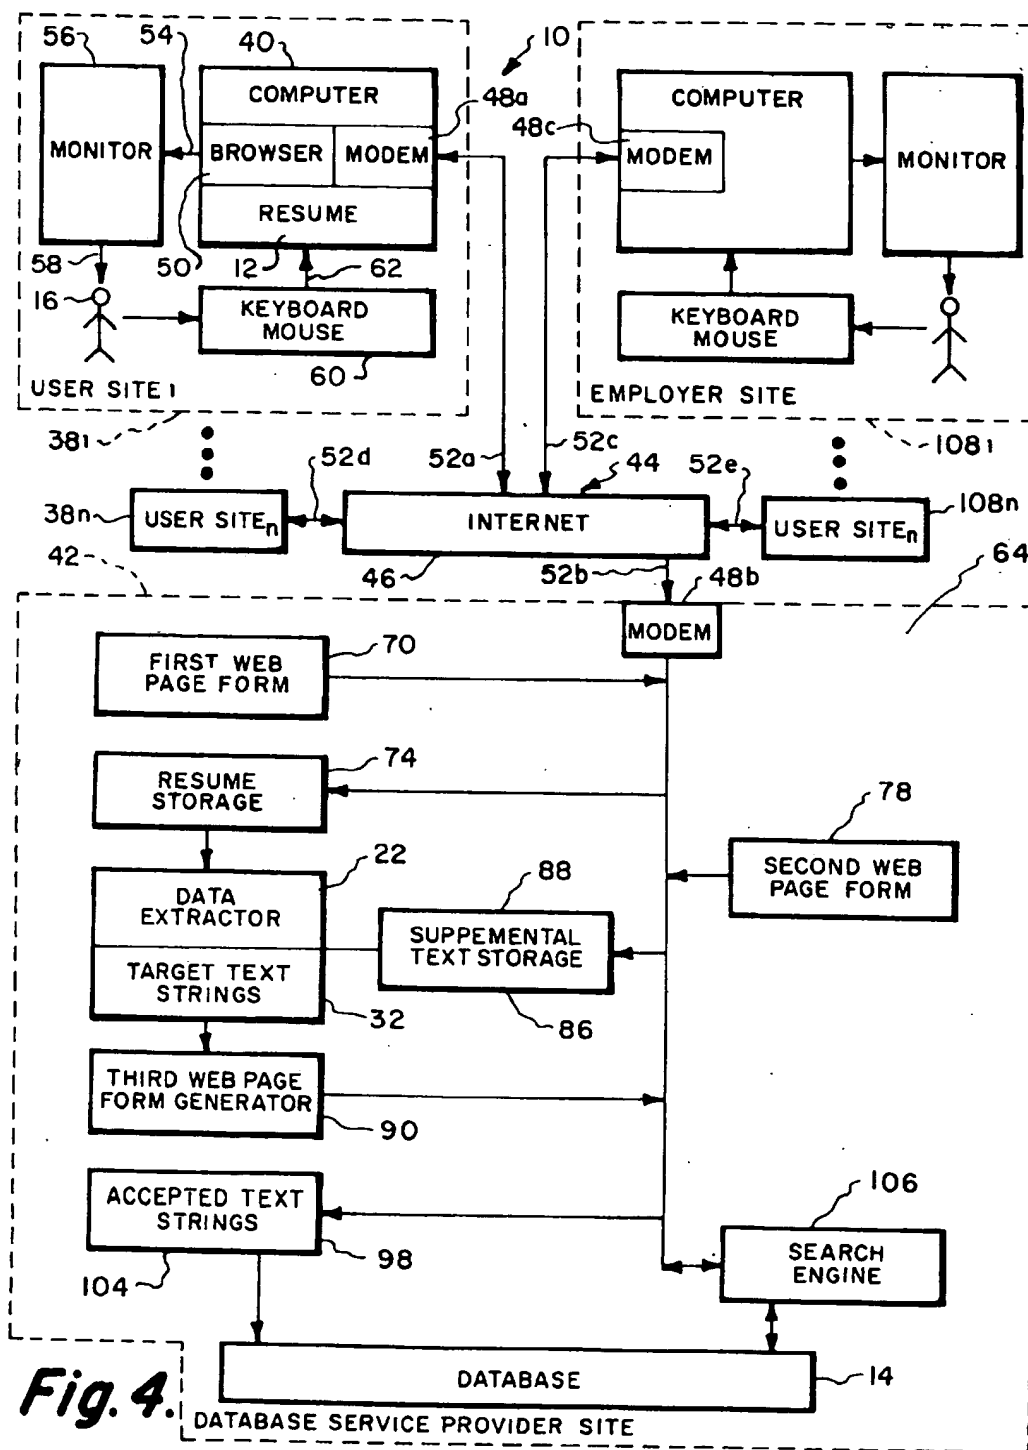 56
54
40
10
COMPUTER
48a
MONITOR
BROWSER
MODEM
RESUME
58
50
12
62
16
KEYBOARD
MOUSE
60
USER SITE 1
381
COMPUTER
48c
MODEM
MONITOR
KEYBOARD
MOUSE
EMPLOYER SITE
1081
52d
52a
52c
44
52e
38n
USER SITEn
INTERNET
USER SITEn
108n
42
46
52b
48b
64
MODEM
70
FIRST WEB
PAGE FORM
74
RESUME
STORAGE
78
SECOND WEB
PAGE FORM
22
DATA
EXTRACTOR
88
SUPPEMENTAL
TEXT STORAGE
TARGET TEXT
STRINGS
32
86
THIRD WEB PAGE
FORM GENERATOR
90
ACCEPTED TEXT
STRINGS
98
104
106
SEARCH
ENGINE
DATABASE
14
Fig. 4.
DATABASE SERVICE PROVIDER SITE